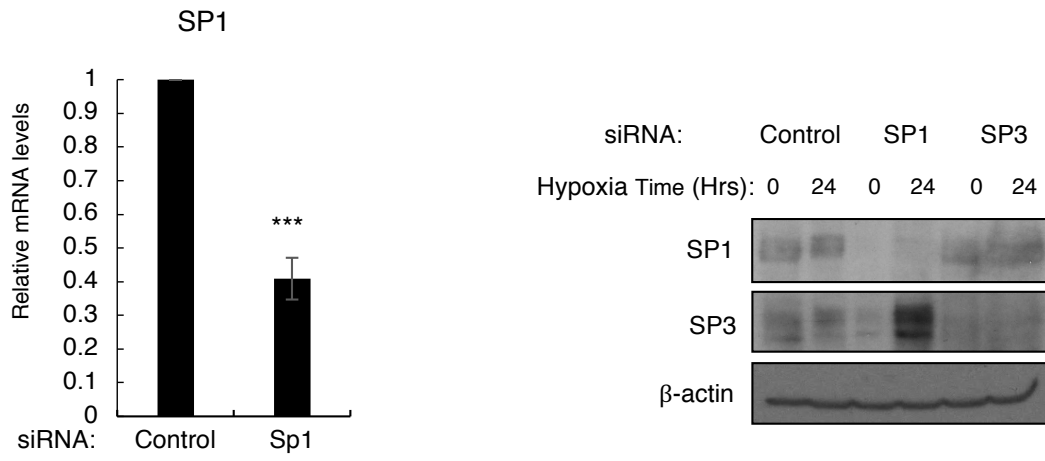 SP1
Relative mRNA levels
1
0.9
0.8
0.7
0.6
0.5
0.4
0.3
0.2
0.1
0
***
siRNA: Control Sp1
siRNA: Control SP1 SP3
Hypoxia Time (Hrs): 0 24 0 24 0 24
SP1
SP3
β-actin